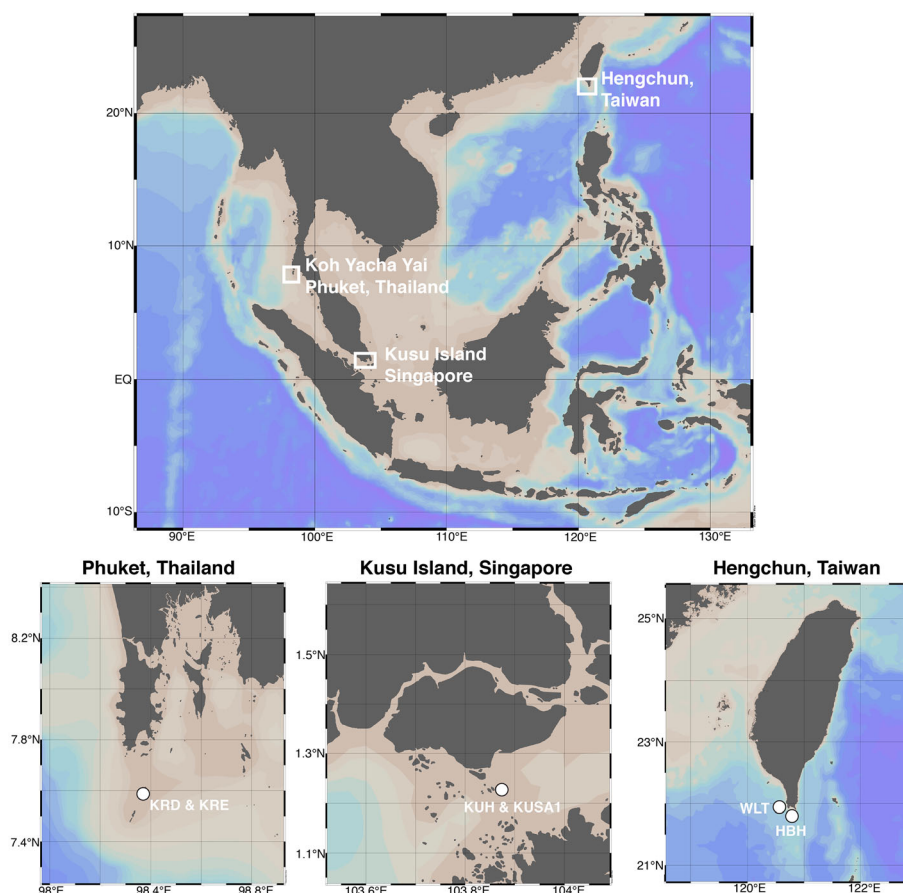 Hengchun,
Taiwan
20°N
10°N
Koh Yacha Yai
Phuket, Thailand
Kusu Island
Singapore
EQ
10°S
90°E
100°E
110°E
120°E
130°E
Phuket, Thailand
8.2°N
7.8°N
7.4°N
KRD & KRE
98°E
98.4°E
98.8°E
Kusu Island, Singapore
1.5°N
1.3°N
1.1°N
KUH & KUSA1
103.6°E
103.8°E
104°E
Hengchun, Taiwan
25°N
23°N
21°N
WLT
HBH
120°E
122°E